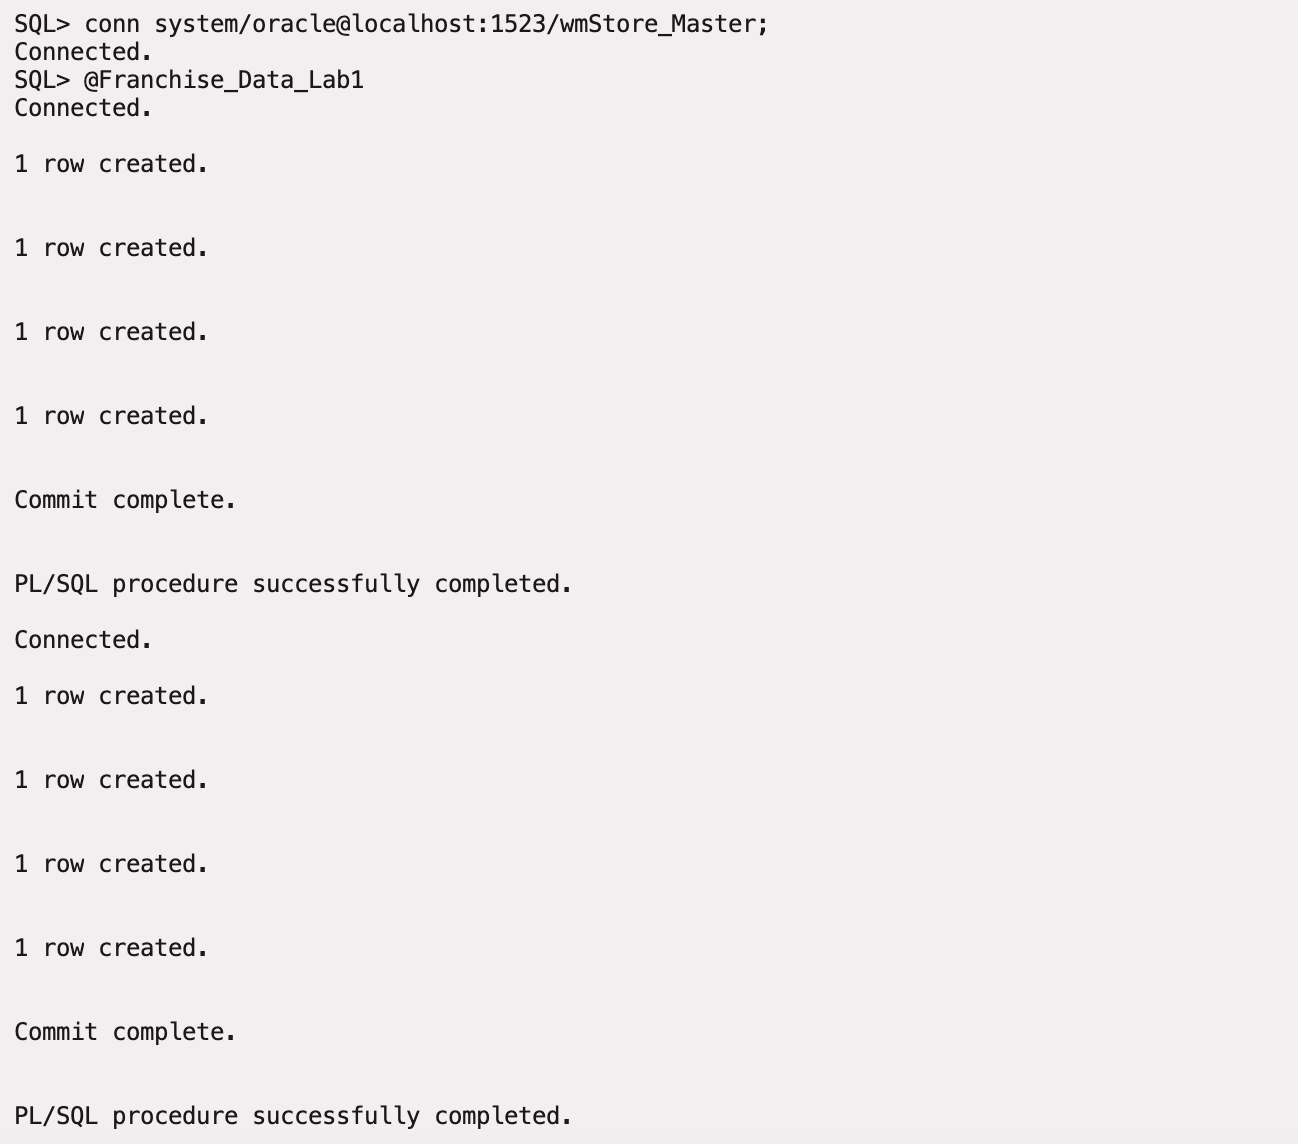 SQL> conn system/oracle@localhost:1523/wmStore_Master;
Connected.
SQL> @Franchise_Data_Lab1
Connected.
1 row created.
1 row created.
1 row created.
1 row created.
Commit complete.
PL/SQL procedure successfully completed.
Connected.
1 row created.
1 row created.
1 row created.
1 row created.
Commit complete.
PL/SQL procedure successfully completed.